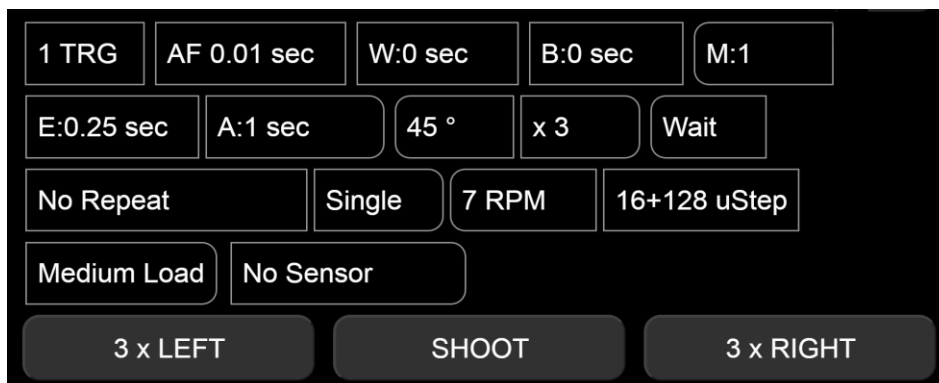 1 TRG AF 0.01 sec W:0 sec B:0 sec M:1
E:0.25 sec A:1 sec 45 ° x 3 Wait
No Repeat Single 7 RPM 16+128 uStep
Medium Load No Sensor
3 x LEFT SHOOT 3 x RIGHT